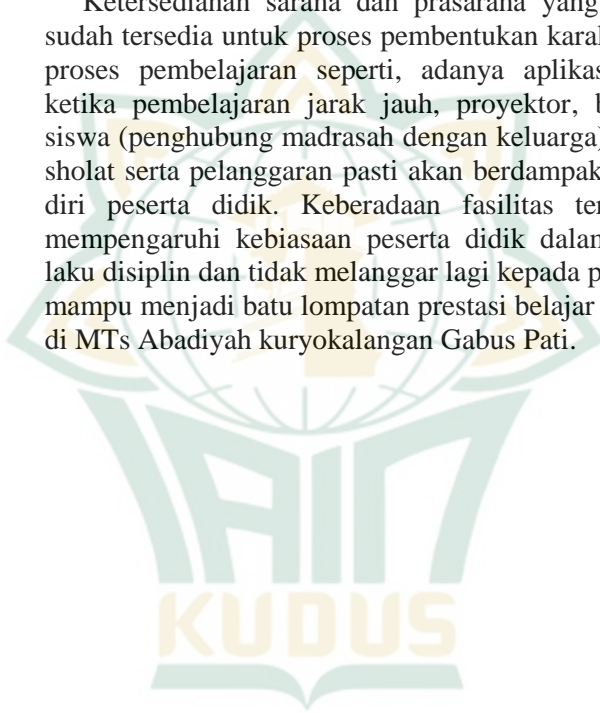 Ketersedianan sarana dan prasarana yang
sudah tersedia untuk proses pembentukan
proses pembelajaran seperti, adanya
ketika pembelajaran jarak jauh, proyektor,
siswa (penghubung madrasah dengan keluarga)
sholat serta pelanggaran pasti akan berdampak
diri peserta didik. Keberadaan fasilitas
mempengaruhi kebiasaan peserta didik
laku disiplin dan tidak melanggar lagi kepada
mampu menjadi batu lompatan prestasi belajar
di MTs Abadiyah kuryokalangan Gabus Pati.
IAIN
KUDUS